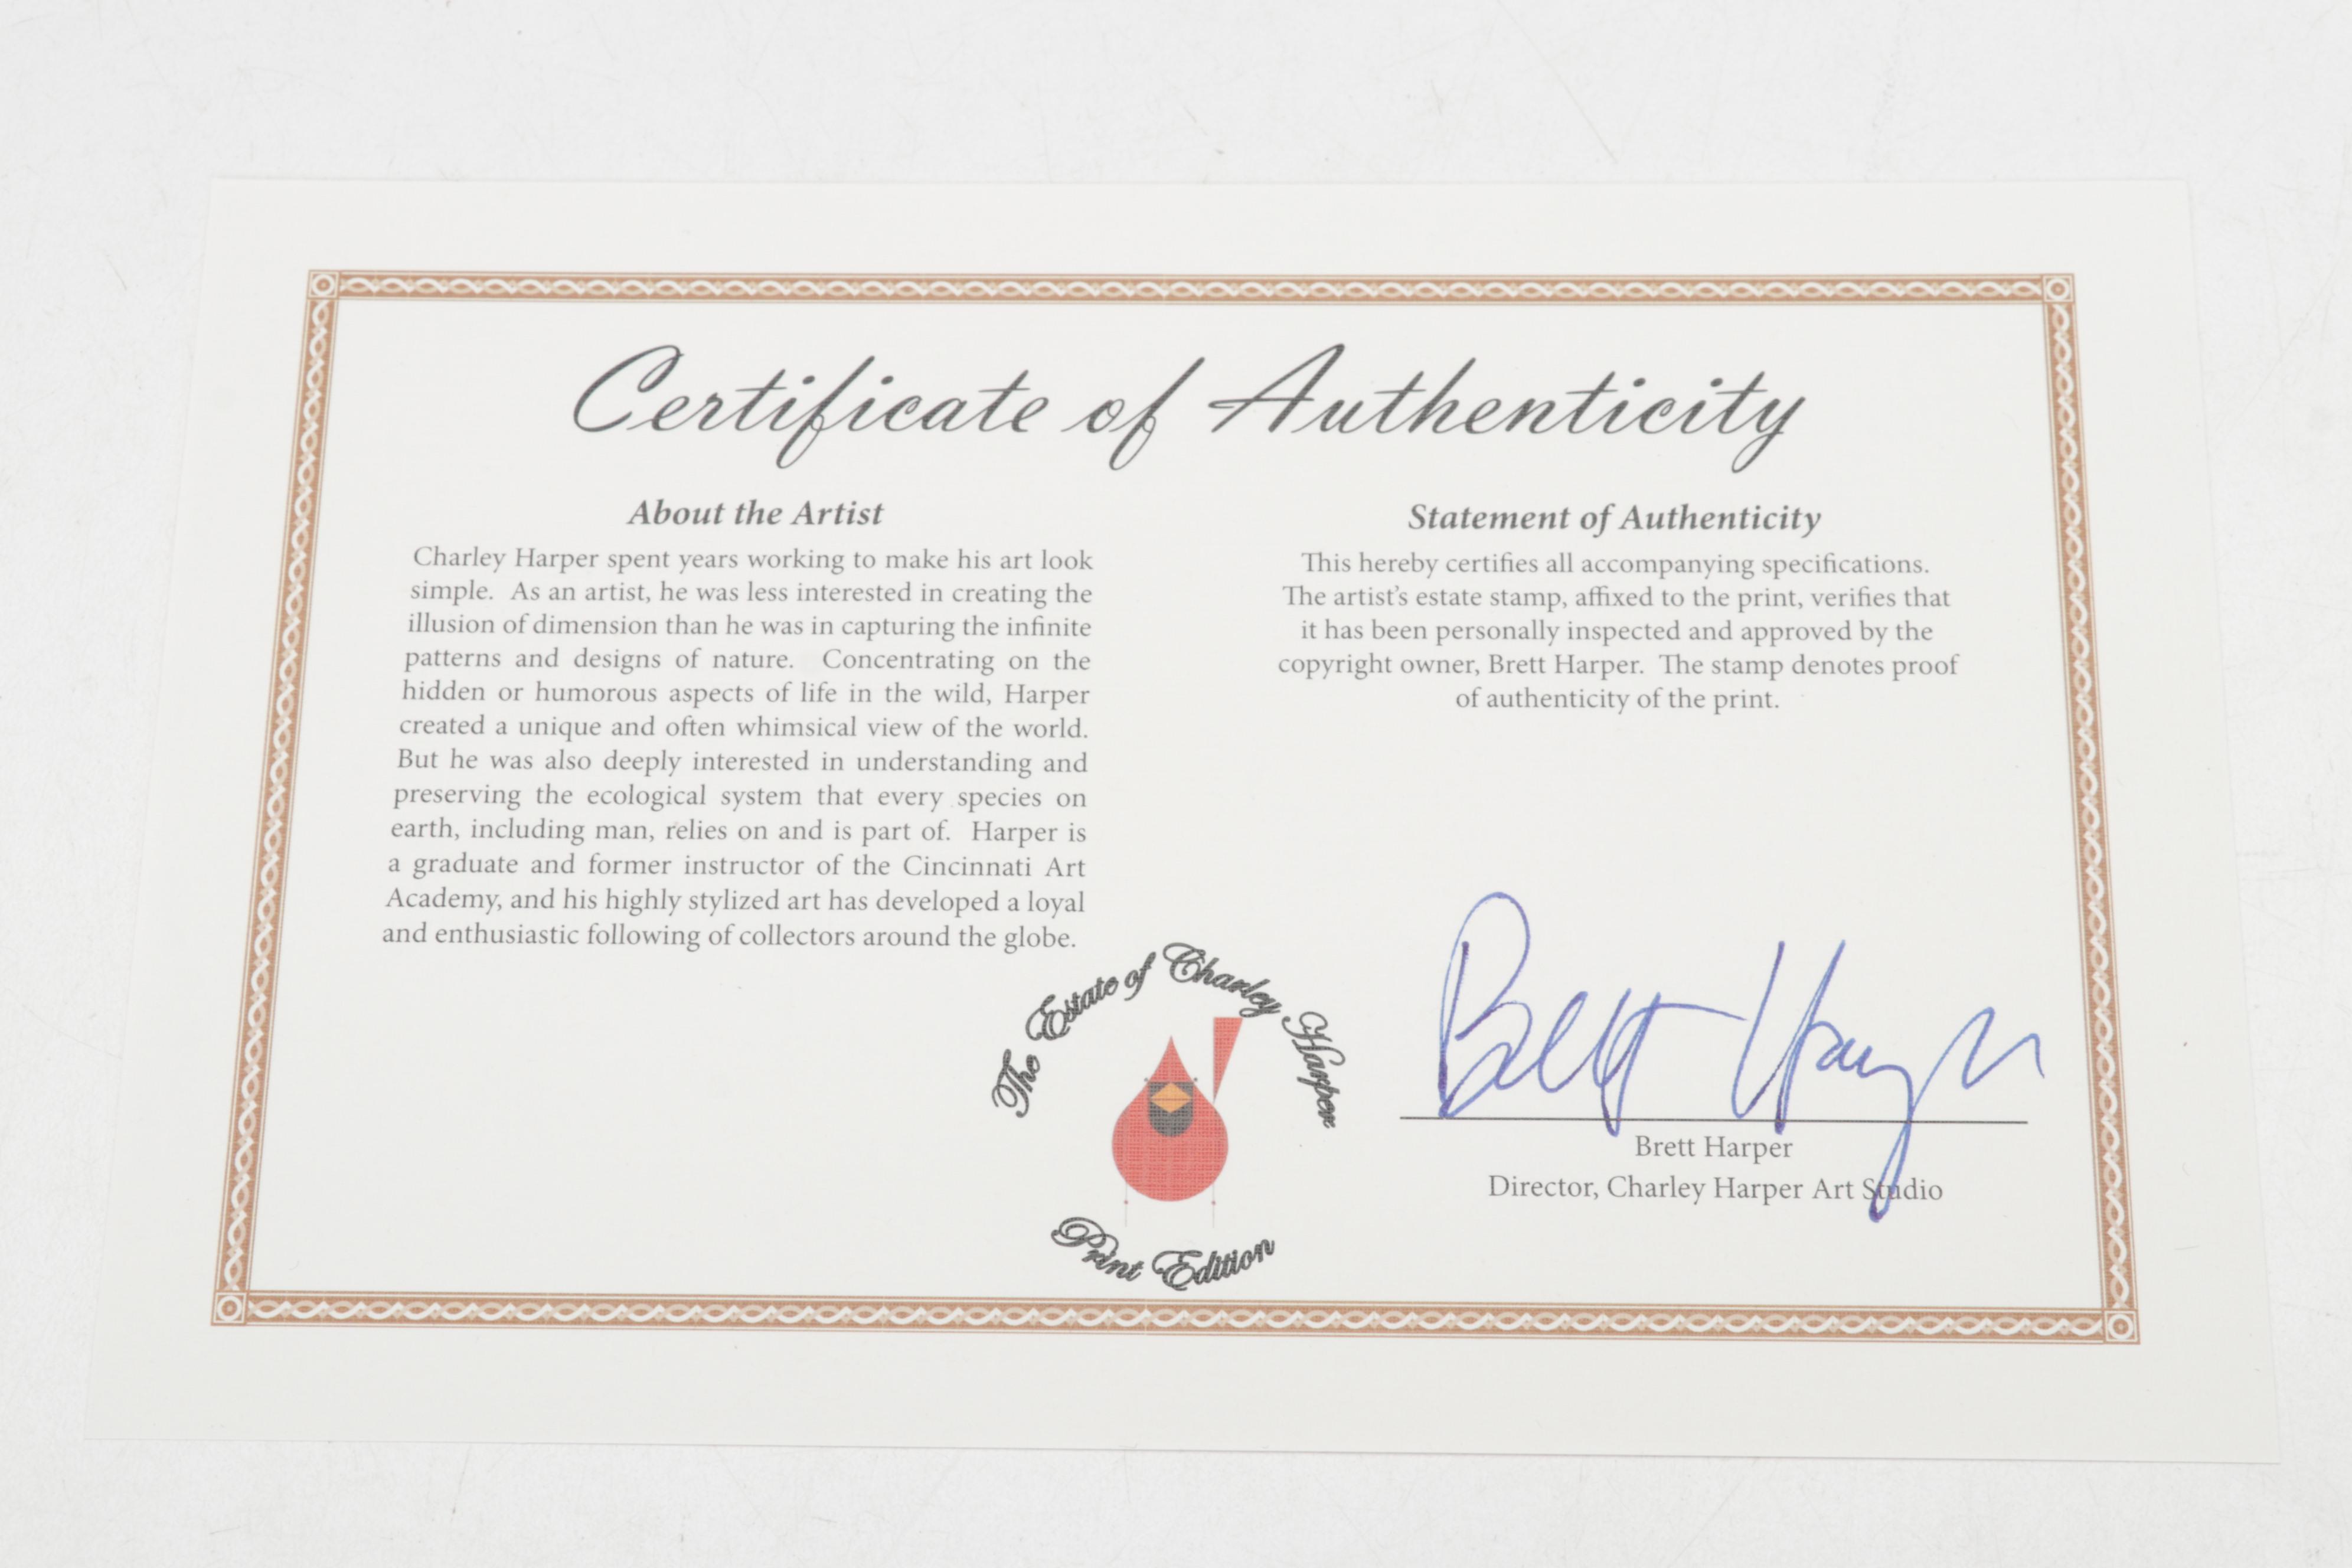 Certificate of Authenticity
About the Artist
Charley Harper spent years working to make his art look
simple. As an artist, he was less interested in creating the
illusion of dimension than he was in capturing the infinite
patterns and designs of nature. Concentrating on the
hidden or humorous aspects of life in the wild, Harper
created a unique and often whimsical view of the world.
But he was also deeply interested in understanding and
preserving the ecological system that every species on
earth, including man, relies on and is part of. Harper is
a graduate and former instructor of the Cincinnati Art
Academy, and his highly stylized art has developed a loyal
and enthusiastic following of collectors around the globe.
Statement of Authenticity
This hereby certifies all accompanying specifications.
The artist's estate stamp, affixed to the print, verifies that
it has been personally inspected and approved by the
copyright owner, Brett Harper. The stamp denotes proof
of authenticity of the print.
The Estate of Charley Harper
Print Edition
Brett Harper
Brett Harper
Director, Charley Harper Art Studio